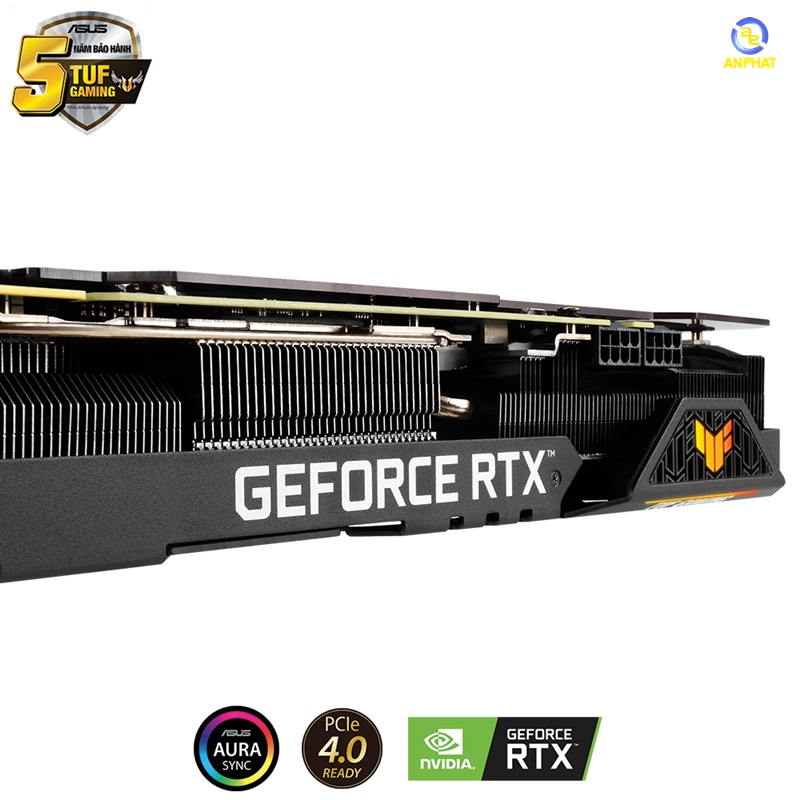 ASUS
NĂM BẢO HÀNH
5
TUF
GAMING
ANPHAT
GEFORCE RTX™
ASUS
AURA
SYNC
PCIe
4.0
READY
NVIDIA.
GEFORCE
RTX™